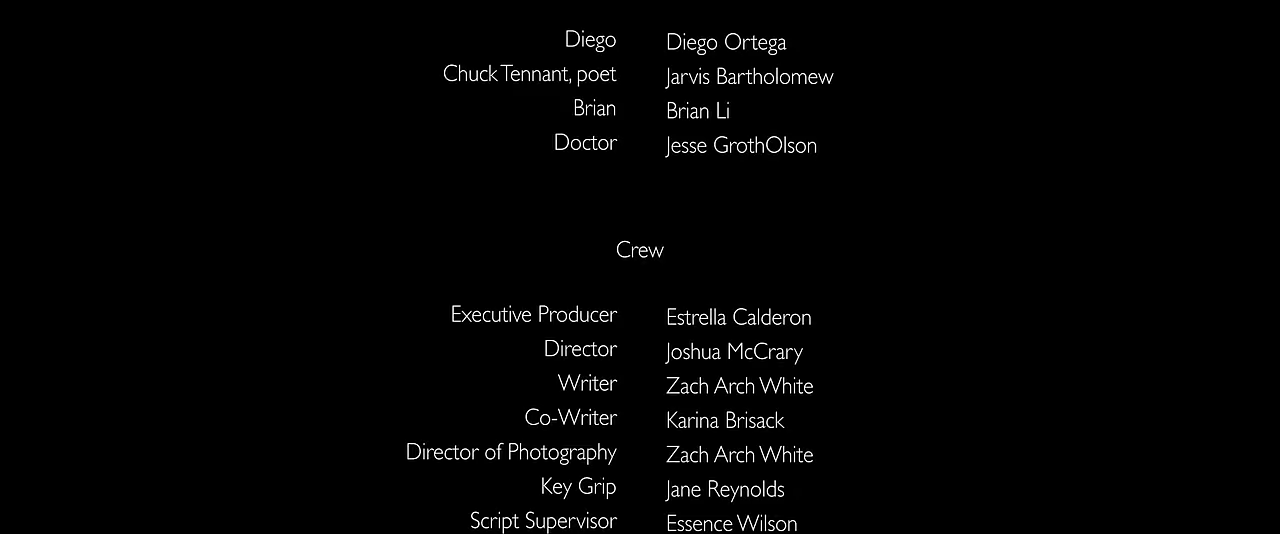 Diego Diego Ortega
Chuck Tennant, poet Jarvis Bartholomew
Brian Brian Li
Doctor Jesse GrothOlson
Crew
Executive Producer Estrella Calderon
Director Joshua McCrary
Writer Zach Arch White
Co-Writer Karina Brisack
Director of Photography Zach Arch White
Key Grip Jane Reynolds
Script Supervisor Essence Wilson